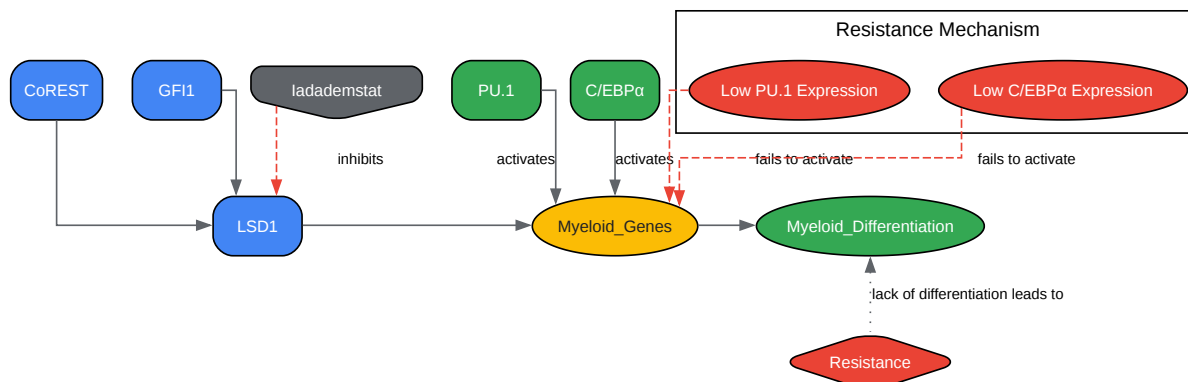 Resistance Mechanism
CoREST
GFI1
Iadademstat
PU.1
C/EBPα
Low PU.1 Expression
Low C/EBPα Expression
inhibits
activates
activates
fails to activate
fails to activate
LSD1
Myeloid_Genes
Myeloid_Differentiation
lack of differentiation leads to
Resistance